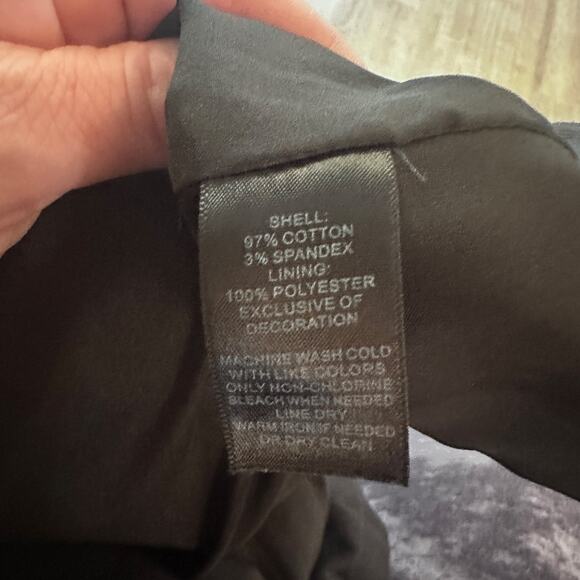 SHELL:
97% COTTON
3% SPANDEX
LINING:
100% POLYESTER
EXCLUSIVE OF
DECORATION
MACHINE WASH COLD
WITH LIKE COLORS
ONLY NON-CHLORINE
BLEACH WHEN NEEDED
LINE DRY
WARM IRON IF NEEDED
OR DRY CLEAN